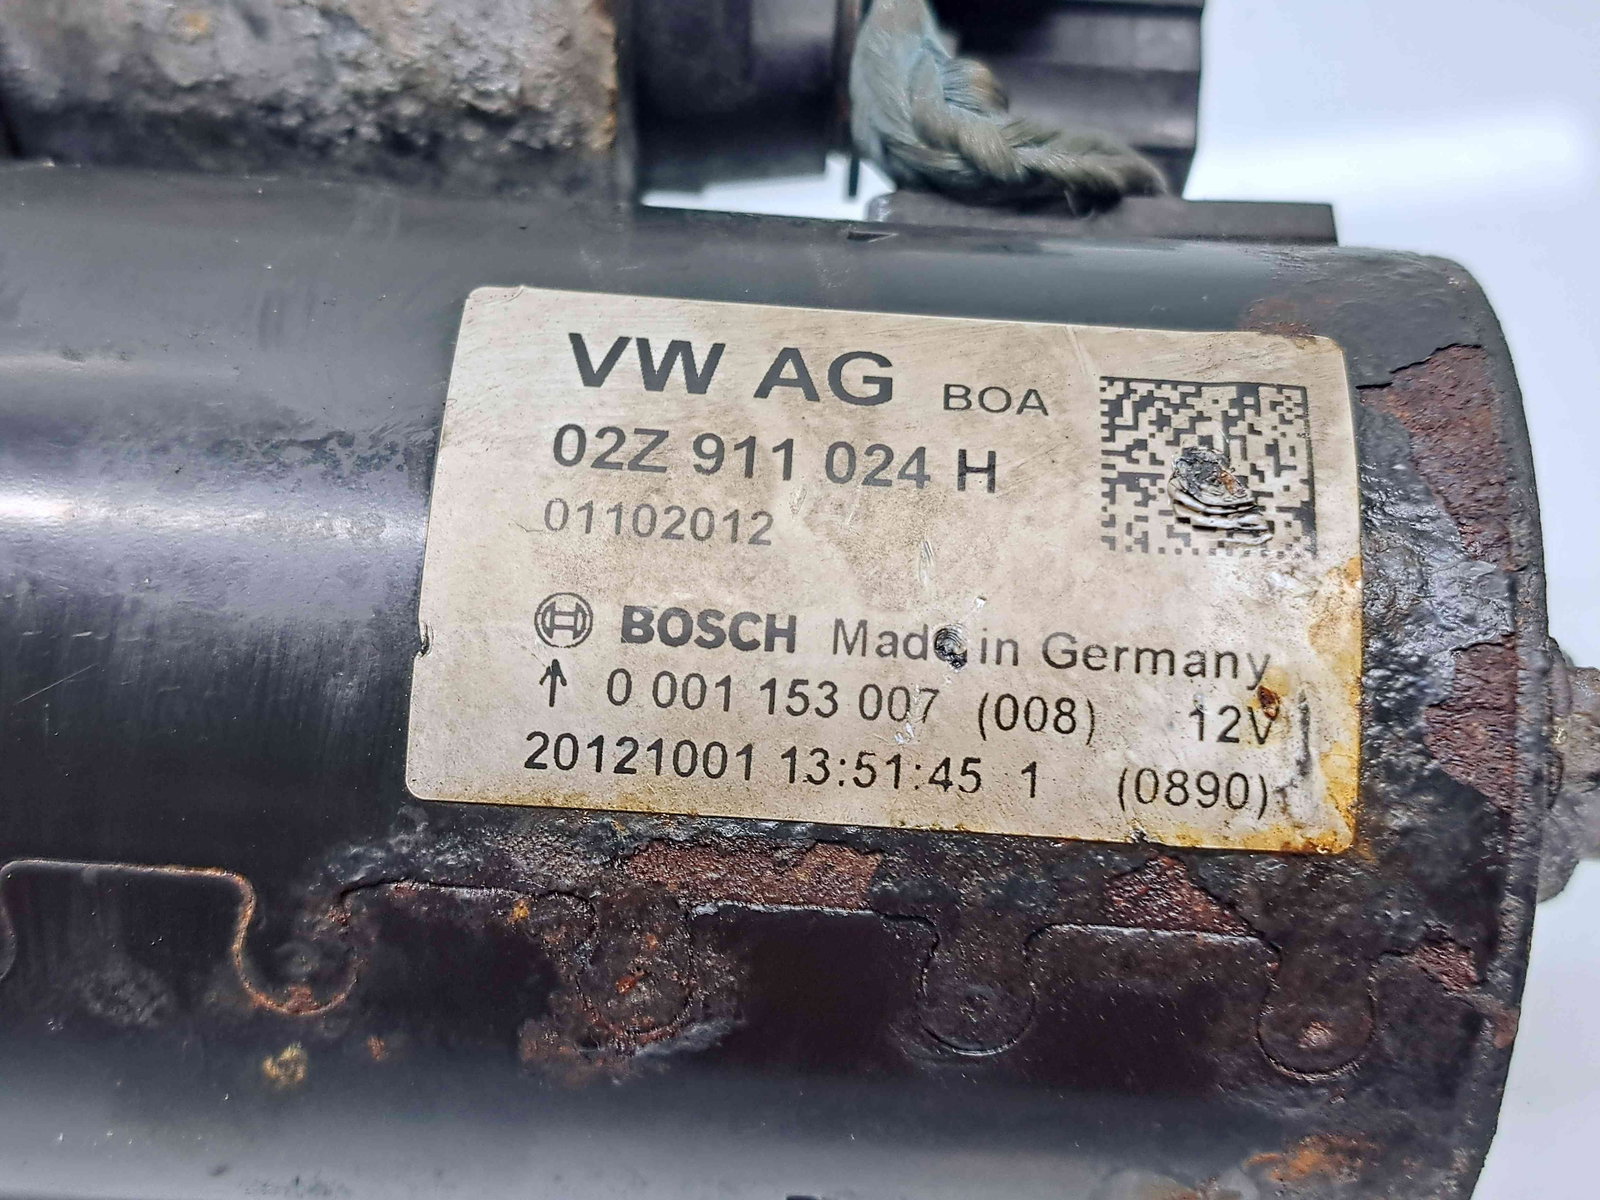 VW AG BOA
02Z 911 024 H
01102012
BOSCH Made in Germany
↑ 0 001 153 007 (008) 12V
20121001 13:51:45 1 (0890)